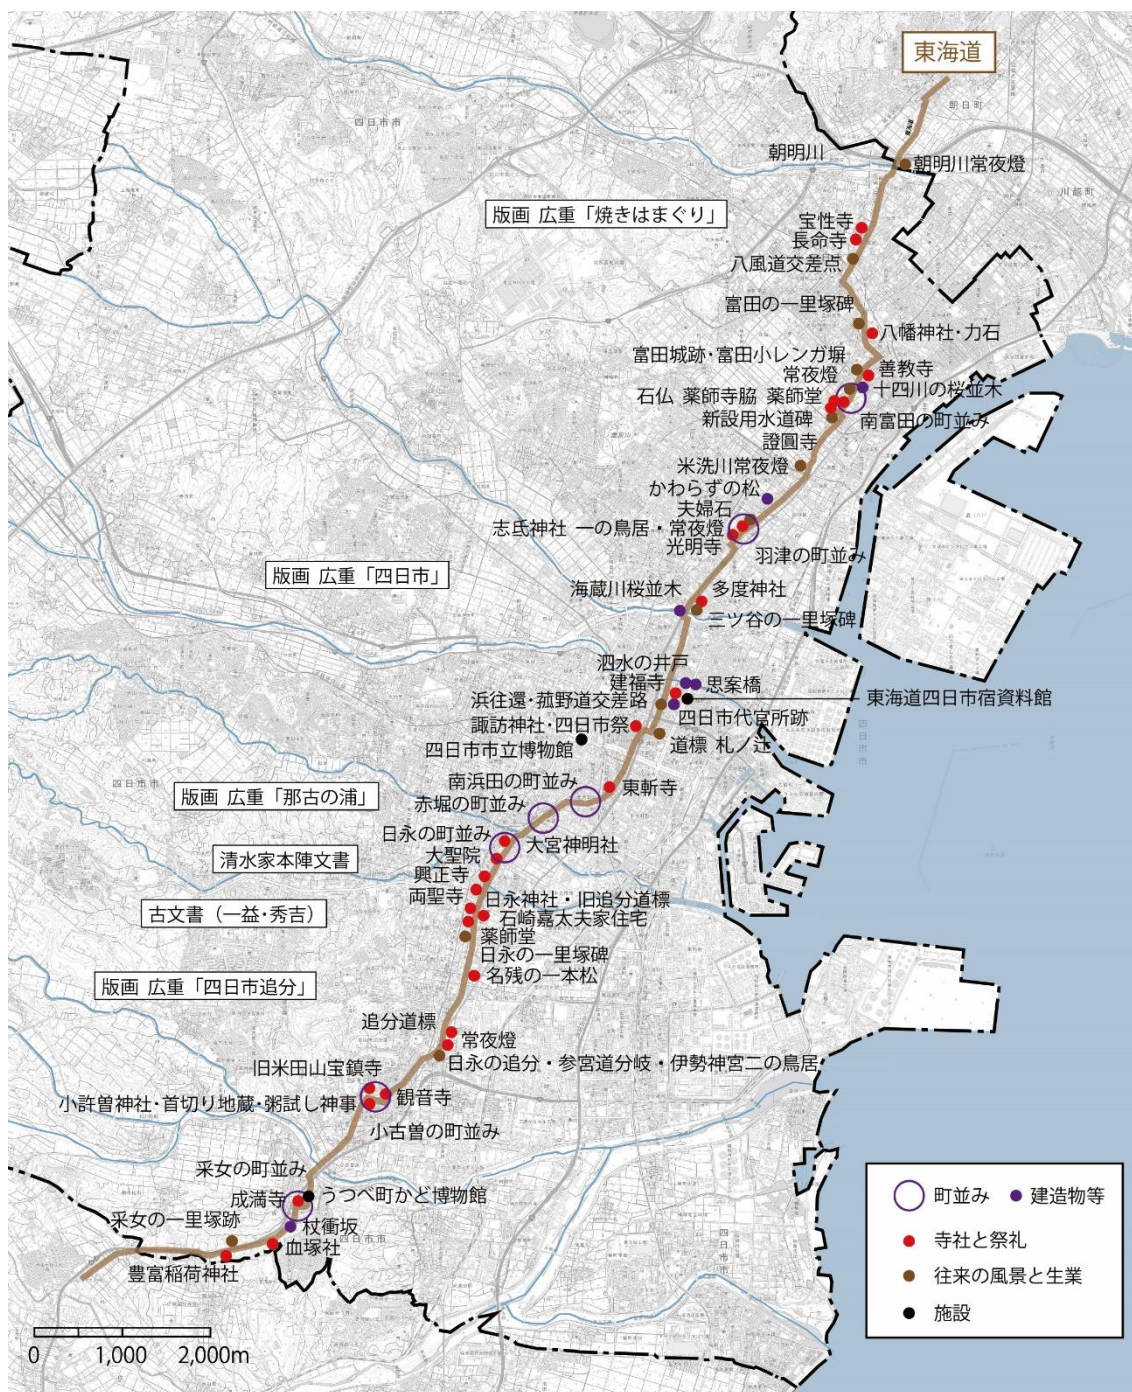 東海道
朝日町
四日市市
朝明川
朝明川常夜燈
川越町
版画 広重「焼きはまぐり」
宝性寺
長命寺
八風道交差点
富田の一里塚碑
八幡神社・力石
富田城跡・富田小レンガ塀
常夜燈
善教寺
十四川の桜並木
石仏 薬師寺脇 薬師堂
南富田の町並み
新設用水道碑
證圓寺
米洗川常夜燈
かわらずの松
夫婦石
志氐神社 一の鳥居・常夜燈
光明寺
羽津の町並み
版画 広重「四日市」
海蔵川桜並木
多度神社
三ツ谷の一里塚碑
泗水の井戸
建福寺
思案橋
浜往還・菰野道交差路
東海道四日市宿資料館
四日市代官所跡
諏訪神社・四日市祭
道標 札ノ辻
四日市市立博物館
四日市市
四日市市
南浜田の町並み
東斬寺
版画 広重「那古の浦」
赤堀の町並み
日永の町並み
大宮神明社
清水家本陣文書
大聖院
興正寺
両聖寺
日永神社・旧追分道標
古文書（一益・秀吉）
石崎嘉太夫家住宅
薬師堂
日永の一里塚碑
版画 広重「四日市追分」
名残の一本松
追分道標
常夜燈
日永の追分・参宮道分岐・伊勢神宮二の鳥居
旧米田山宝鎮寺
小許曽神社・首切り地蔵・粥試し神事
観音寺
小古曽の町並み
采女の町並み
成満寺
うつべ町かど博物館
采女の一里塚跡
杖衝坂
四日市市
四日市市
血塚社
豊富稲荷神社
町並み
建造物等
寺社と祭礼
往来の風景と生業
施設
0 1,000 2,000m